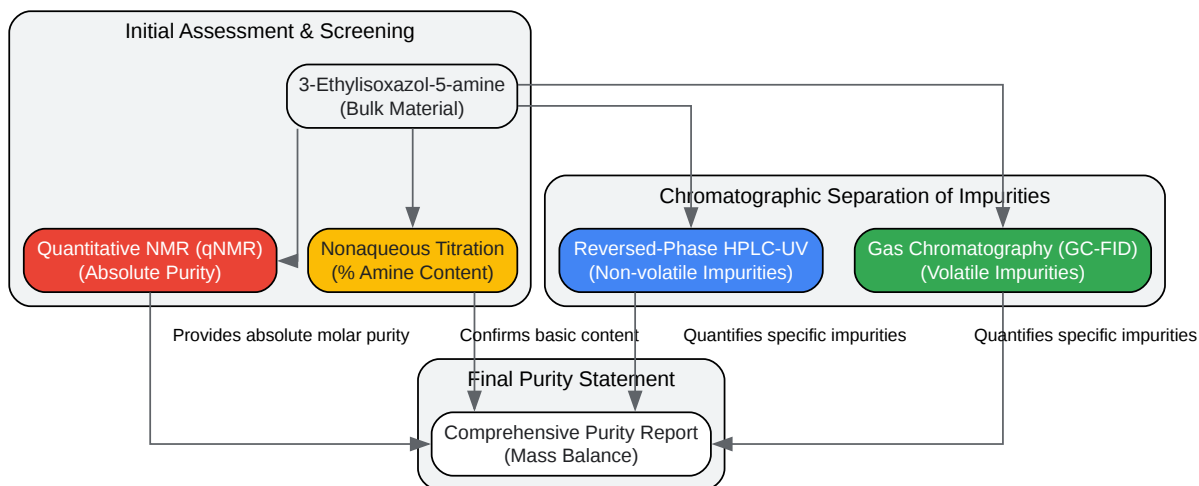 Initial Assessment & Screening
3-Ethylisoxazol-5-amine
(Bulk Material)
Chromatographic Separation of Impurities
Quantitative NMR (qNMR)
(Absolute Purity)
Nonaqueous Titration
(% Amine Content)
Reversed-Phase HPLC-UV
(Non-volatile Impurities)
Gas Chromatography (GC-FID)
(Volatile Impurities)
Provides absolute molar purity
Confirms basic content
Quantifies specific impurities
Quantifies specific impurities
Final Purity Statement
Comprehensive Purity Report
(Mass Balance)